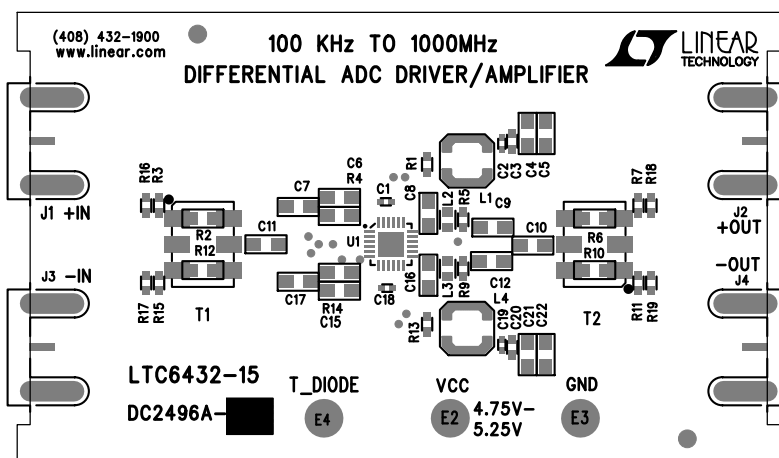 (408) 432-1900
www.linear.com
100 KHz TO 1000MHz
DIFFERENTIAL ADC DRIVER/AMPLIFIER
LINEAR
TECHNOLOGY
R16
R3
J1 +IN
R2
R12
C11
J3 -IN
R17
R15
T1
C7
C6
R4
C1
U1
C17
R14
C15
C18
R1
L1
C2
C3
C4
C5
C8
L2
R5
C9
C10
C16
L3
R9
C12
L4
R13
C19
C20
C21
C22
R7
R18
R6
R10
R11
R19
T2
J2
+OUT
-OUT
J4
LTC6432-15
DC2496A-
T_DIODE
E4
VCC
E2
4.75V-
5.25V
GND
E3